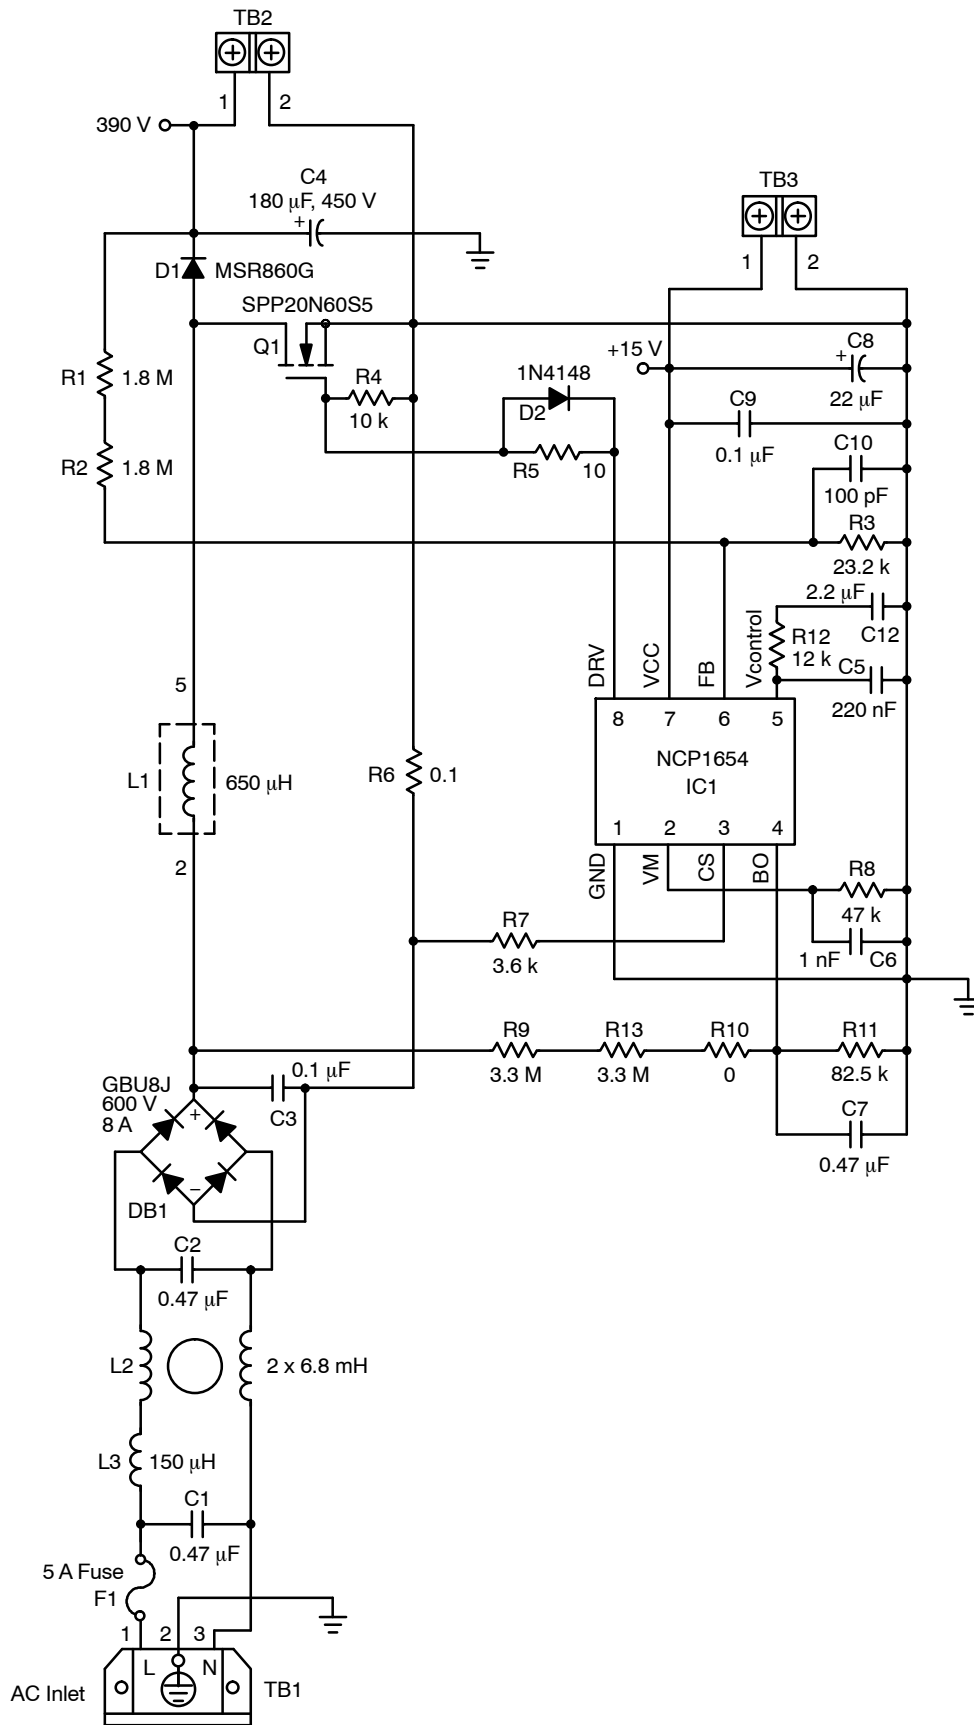 TB2
1
2
390 V
C4
180 μF, 450 V
+
TB3
1
2
D1
MSR860G
SPP20N60S5
Q1
+15 V
C8
+
22 μF
R1
1.8 M
R4
10 k
1N4148
D2
C9
0.1 μF
R2
1.8 M
R5
10
C10
100 pF
R3
23.2 k
2.2 μF
C12
R12
12 k
C5
220 nF
5
DRV
VCC
FB
Vcontrol
8
7
6
5
NCP1654
IC1
L1
650 μH
R6
0.1
1
2
3
4
2
GND
VM
CS
BO
R8
47 k
R7
3.6 k
1 nF
C6
R9
3.3 M
R13
3.3 M
R10
0
R11
82.5 k
0.1 μF
C3
GBU8J
600 V
8 A
+
−
DB1
C7
0.47 μF
C2
0.47 μF
L2
2 x 6.8 mH
L3
150 μH
C1
0.47 μF
5 A Fuse
F1
1
2
3
L
N
AC Inlet
TB1